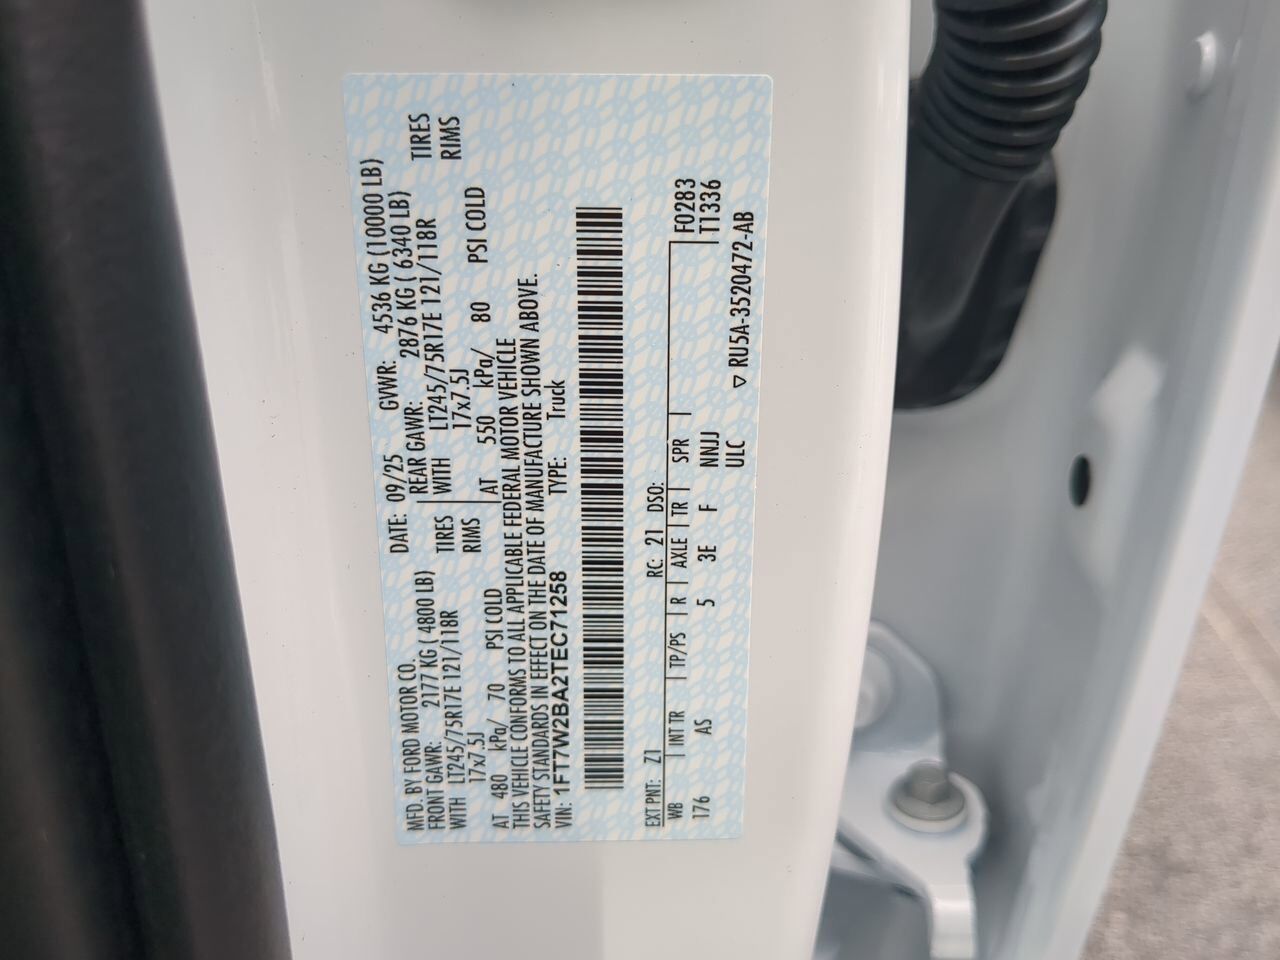 MFD. BY FORD MOTOR CO. DATE: 09/25 GVWR: 4536 KG (10000 LB)
FRONT GAWR: 2177 KG ( 4800 LB) REAR GAWR: 2876 KG ( 6340 LB)
WITH LT245/75R17E 121/118R TIRES WITH LT245/75R17E 121/118R TIRES
17x7.5J RIMS 17x7.5J RIMS
AT 480 kPa/ 70 PSI COLD AT 550 kPa/ 80 PSI COLD
THIS VEHICLE CONFORMS TO ALL APPLICABLE FEDERAL MOTOR VEHICLE
SAFETY STANDARDS IN EFFECT ON THE DATE OF MANUFACTURE SHOWN ABOVE.
VIN: 1FT7W2BA2TEC71258 TYPE: Truck
EXT PNT: Z1 RC: 21 DSO:
WB INT TR TP/PS R AXLE TR SPR F0283
176 AS 5 3E F NNJJ T1336
ULC ▽ RU5A-3520472-AB